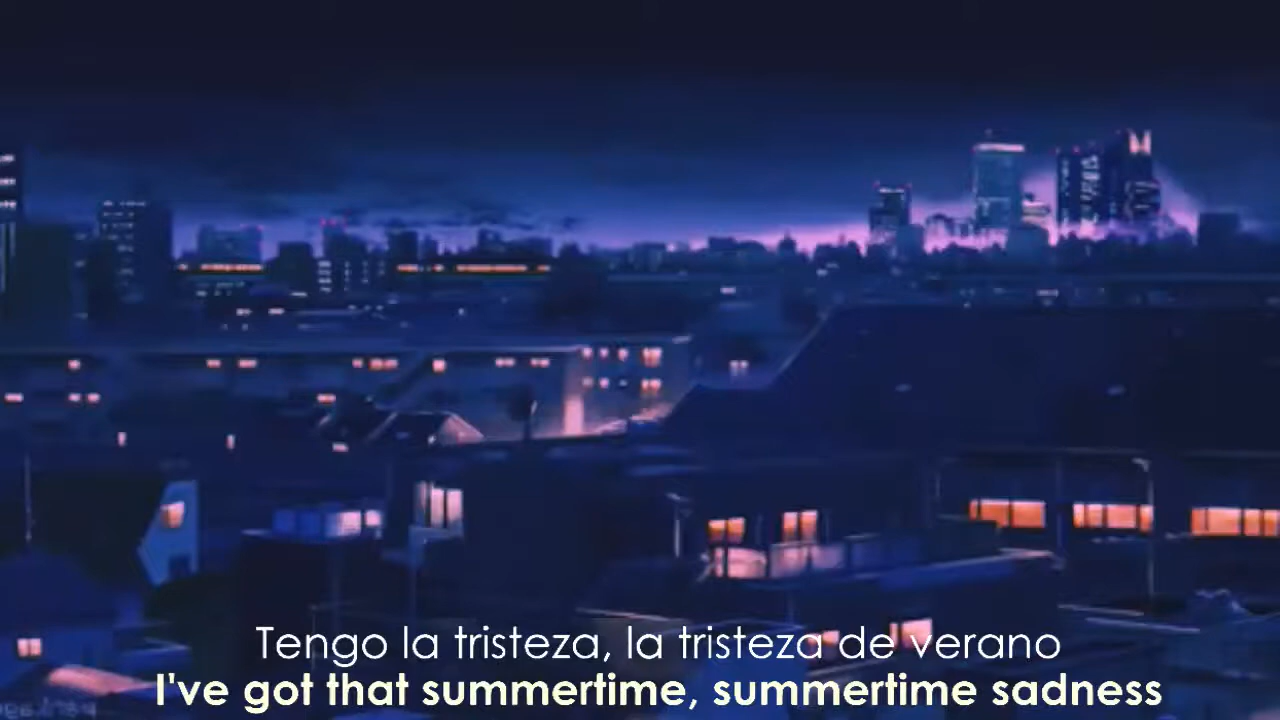 Tengo la tristeza, la tristeza de verano
I've got that summertime, summertime sadness